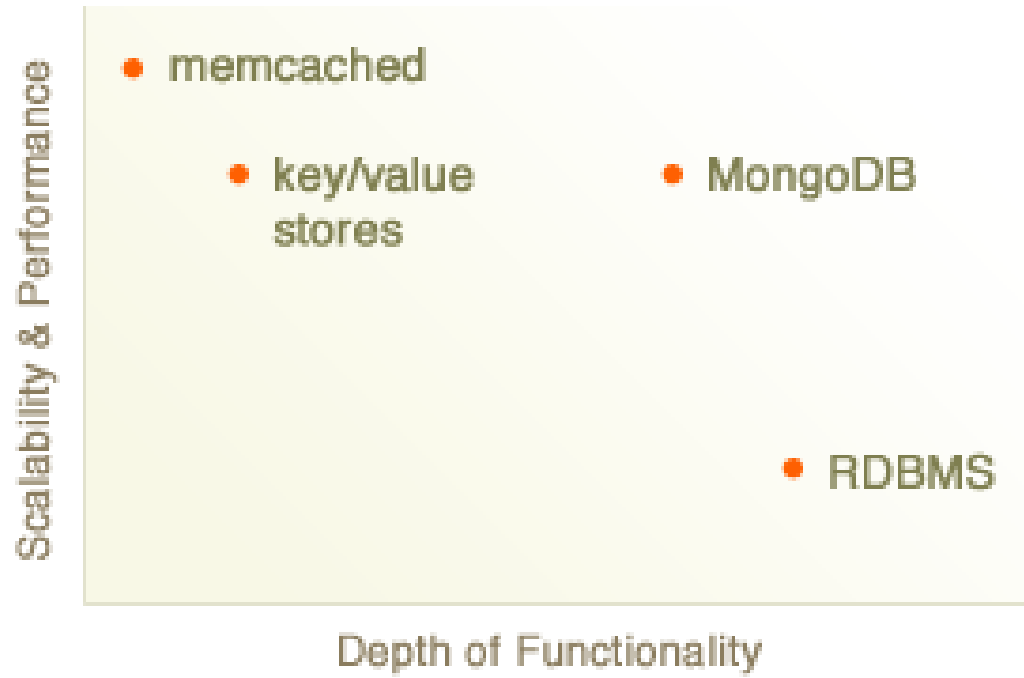 Scalability & Performance
memcached
key/value
stores
MongoDB
RDBMS
Depth of Functionality